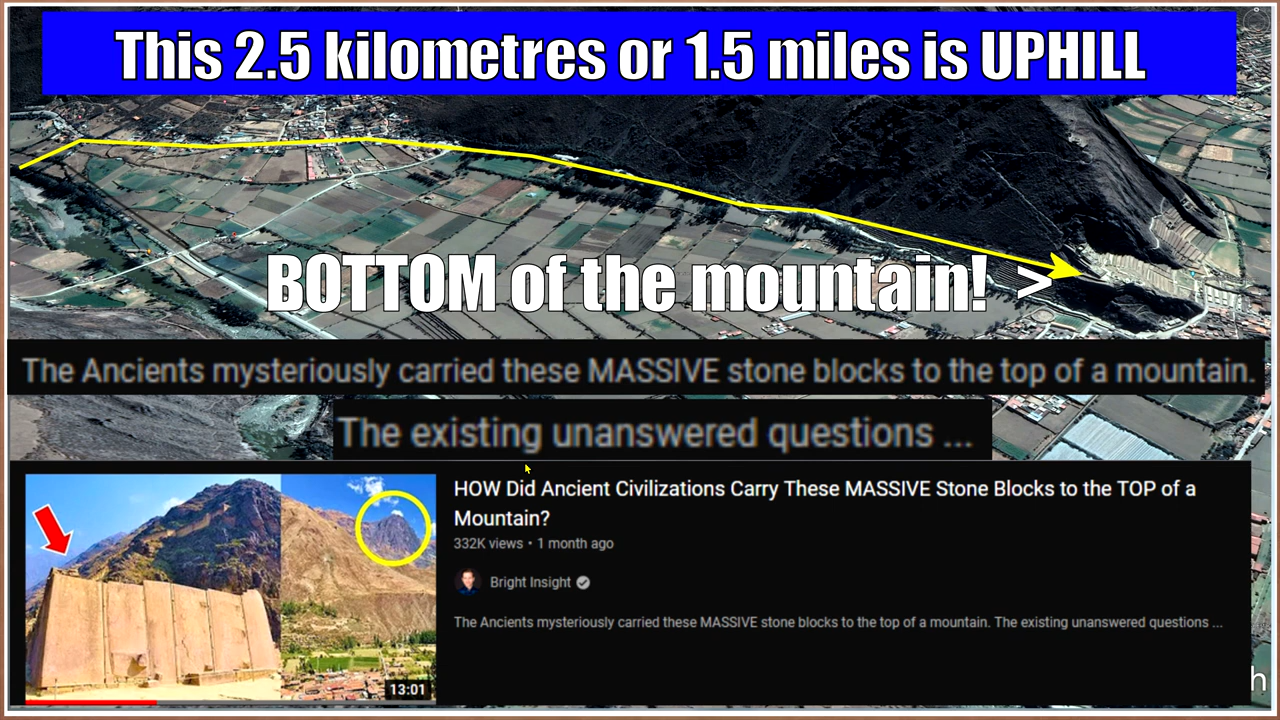 This 2.5 kilometres or 1.5 miles is UPHILL
BOTTOM of the mountain! >
The Ancients mysteriously carried these MASSIVE stone blocks to the top of a mountain.
The existing unanswered questions ...
HOW Did Ancient Civilizations Carry These MASSIVE Stone Blocks to the TOP of a
Mountain?
332K views • 1 month ago
Bright Insight
The Ancients mysteriously carried these MASSIVE stone blocks to the top of a mountain. The existing unanswered questions ...
13:01
h